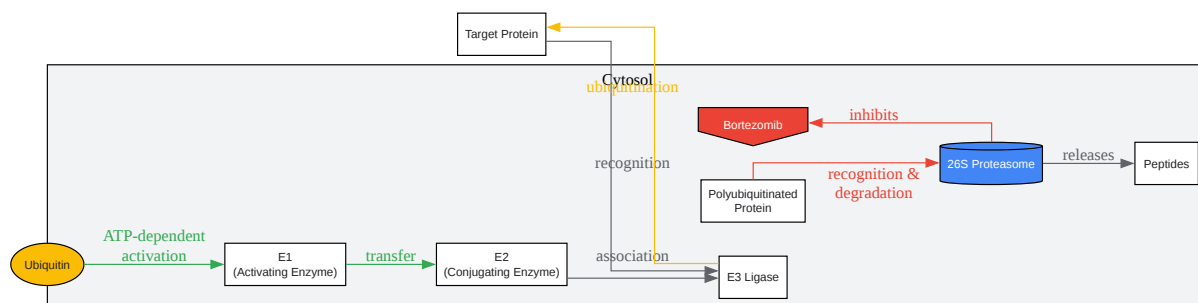 Target Protein
Cytosol
ubiquitination
Bortezomib
inhibits
recognition
26S Proteasome
releases
Peptides
recognition &
degradation
Polyubiquitinated
Protein
ATP-dependent
activation
Ubiquitin
E1
(Activating Enzyme)
transfer
E2
(Conjugating Enzyme)
association
E3 Ligase